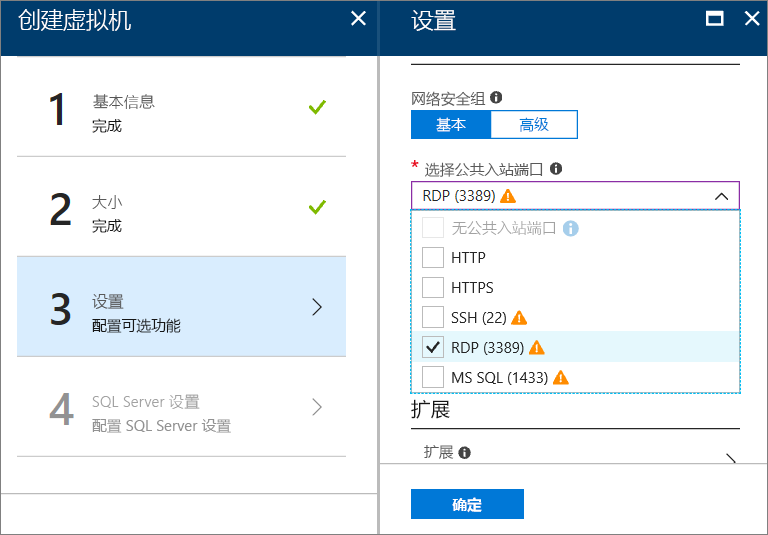 创建虚拟机
1
基本信息
完成
2
大小
完成
3
设置
配置可选功能
4
SQL Server 设置
配置 SQL Server 设置
设置
网络安全组
基本
高级
* 选择公共入站端口
RDP (3389)
无公共入站端口
HTTP
HTTPS
SSH (22)
RDP (3389)
MS SQL (1433)
扩展
扩展
确定